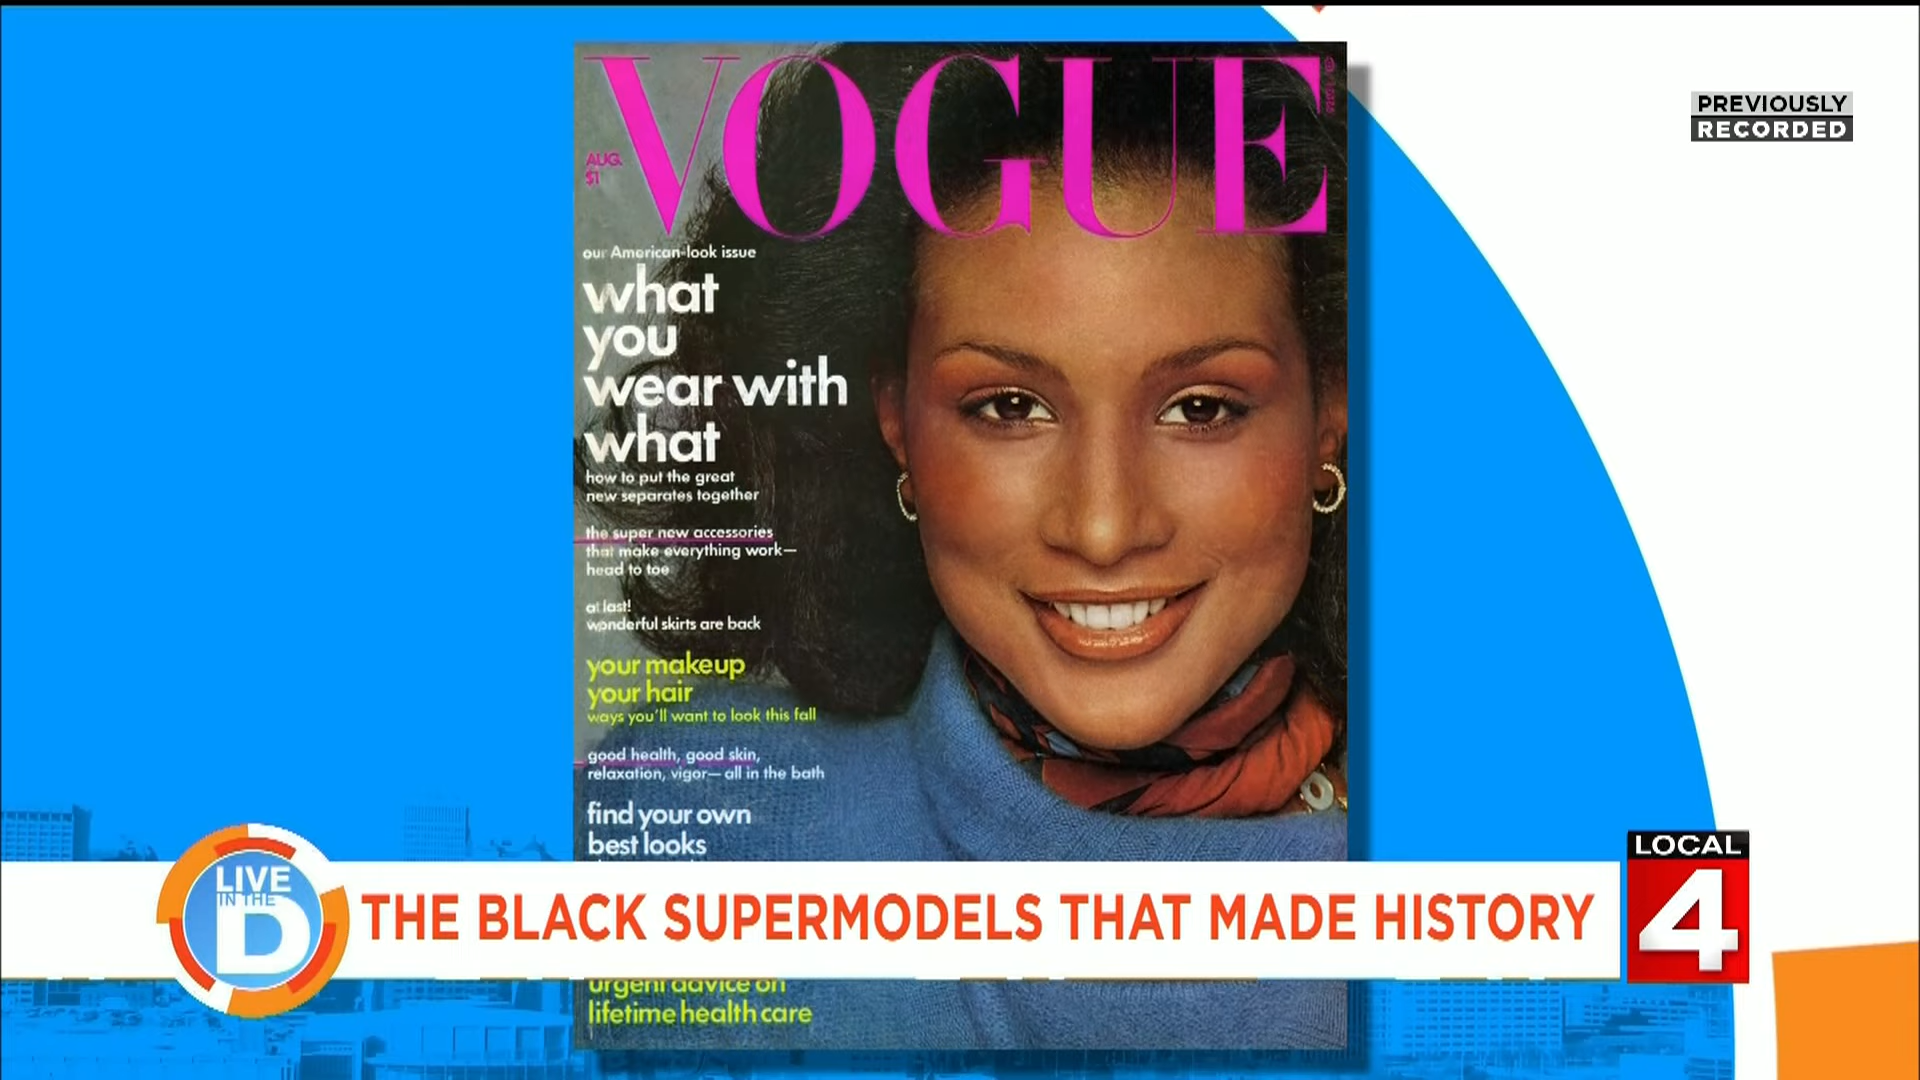 VOGUE
AUG.
$1
our American-look issue
what
you
wear with
what
how to put the great
new separates together
the super new accessories
that make everything work—
head to toe
at last!
wonderful skirts are back
your makeup
your hair
ways you'll want to look this fall
good health, good skin,
relaxation, vigor—all in the bath
find your own
best looks
urgent advice on
lifetime health care
PREVIOUSLY
RECORDED
LIVE
IN THE
D
THE BLACK SUPERMODELS THAT MADE HISTORY
LOCAL
4